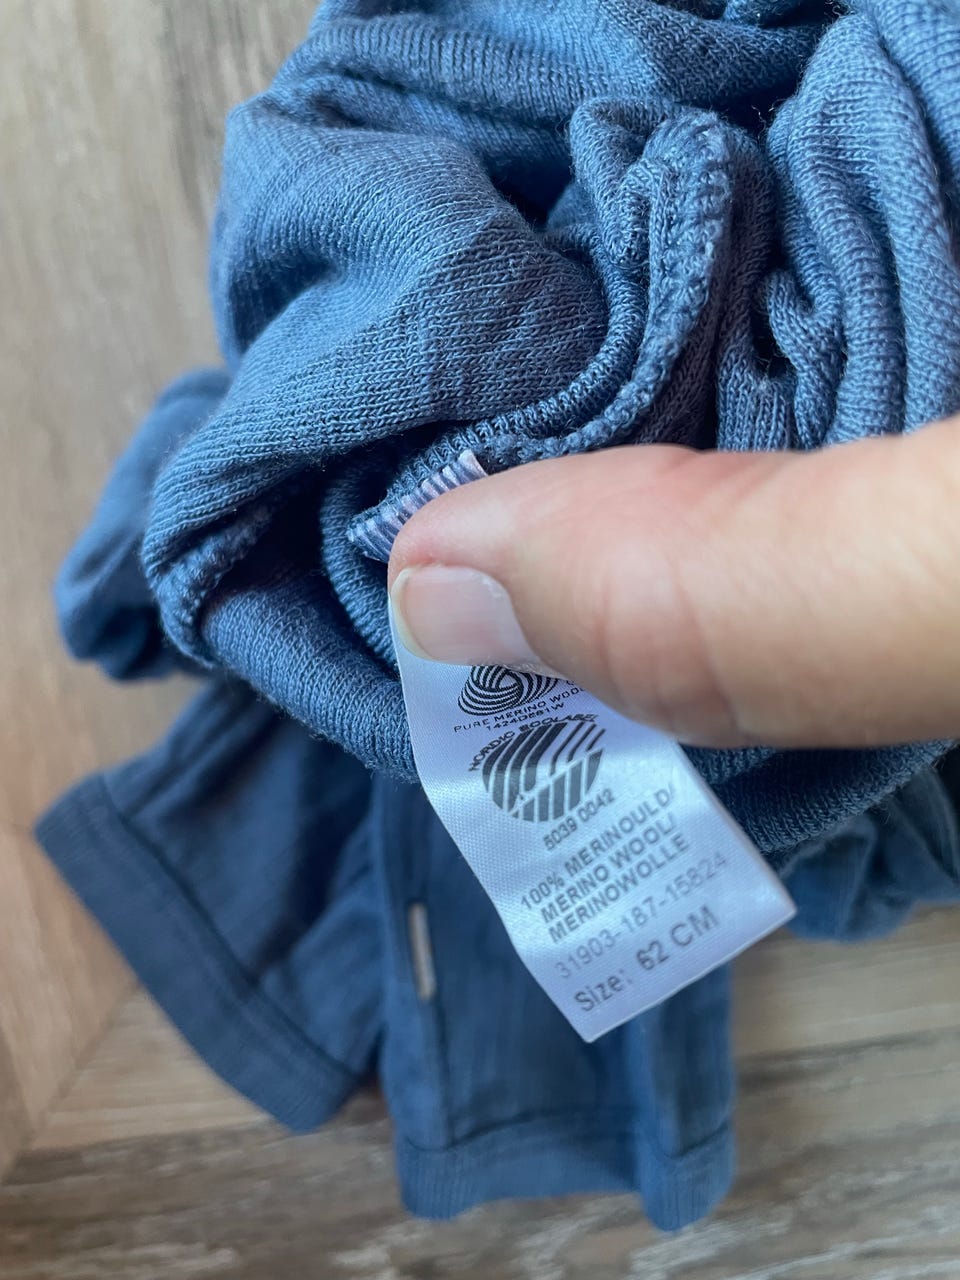 PURE MERINO WOOL
NORDIC ECOLABEL
5039 0042
100% MERINOULD/
MERINO WOOL/
MERINOWOLLE
31903-187-15824
Size: 62 CM